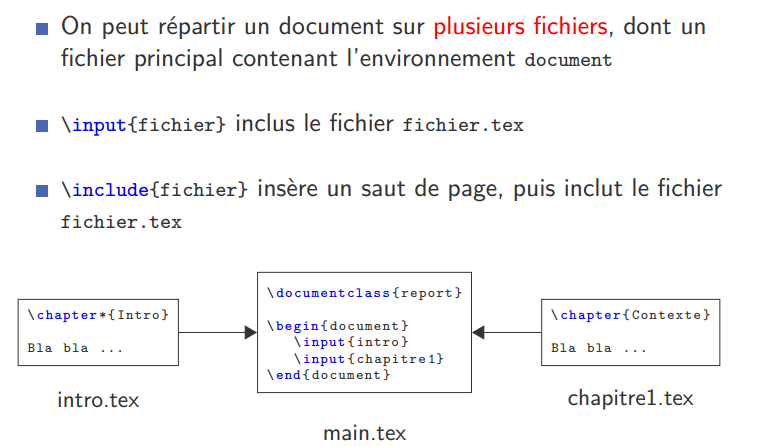 On peut répartir un document sur plusieurs fichiers, dont un
fichier principal contenant l'environnement document
\input{fichier} inclus le fichier fichier.tex
\include{fichier} insère un saut de page, puis inclut le fichier
fichier.tex
\chapter*{Intro}
Bla bla ...
intro.tex
\documentclass{report}
\begin{document}
\input{intro}
\input{chapitre1}
\end{document}
main.tex
\chapter{Contexte}
Bla bla ...
chapitre1.tex